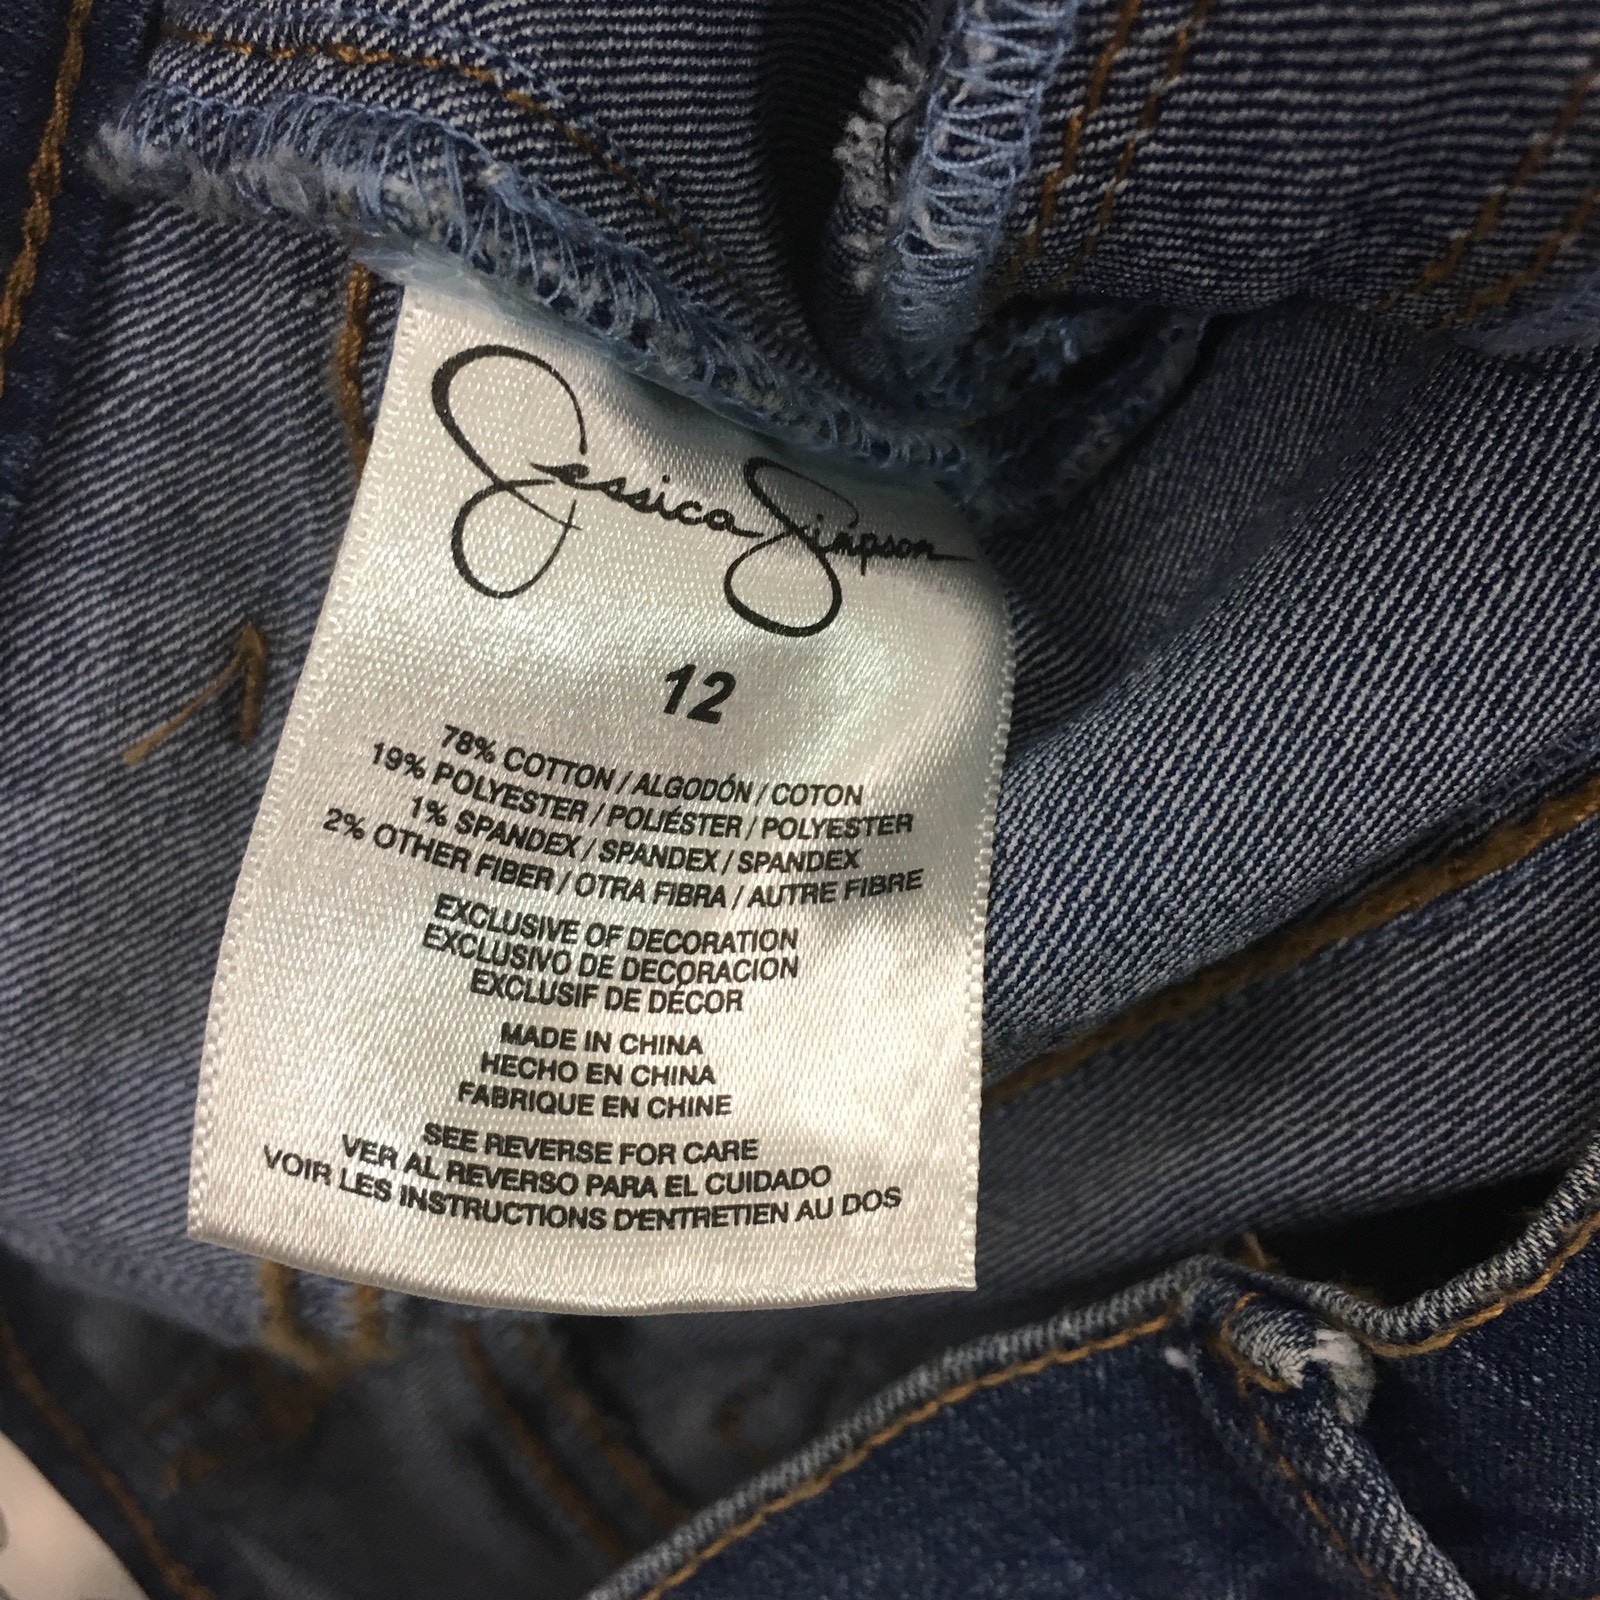 Jessica Simpson
12
78% COTTON / ALGODÓN / COTON
19% POLYESTER / POLIÉSTER / POLYESTER
1% SPANDEX / SPANDEX / SPANDEX
2% OTHER FIBER / OTRA FIBRA / AUTRE FIBRE
EXCLUSIVE OF DECORATION
EXCLUSIVO DE DECORACION
EXCLUSIF DE DÉCOR
MADE IN CHINA
HECHO EN CHINA
FABRIQUE EN CHINE
SEE REVERSE FOR CARE
VER AL REVERSO PARA EL CUIDADO
VOIR LES INSTRUCTIONS D'ENTRETIEN AU DOS